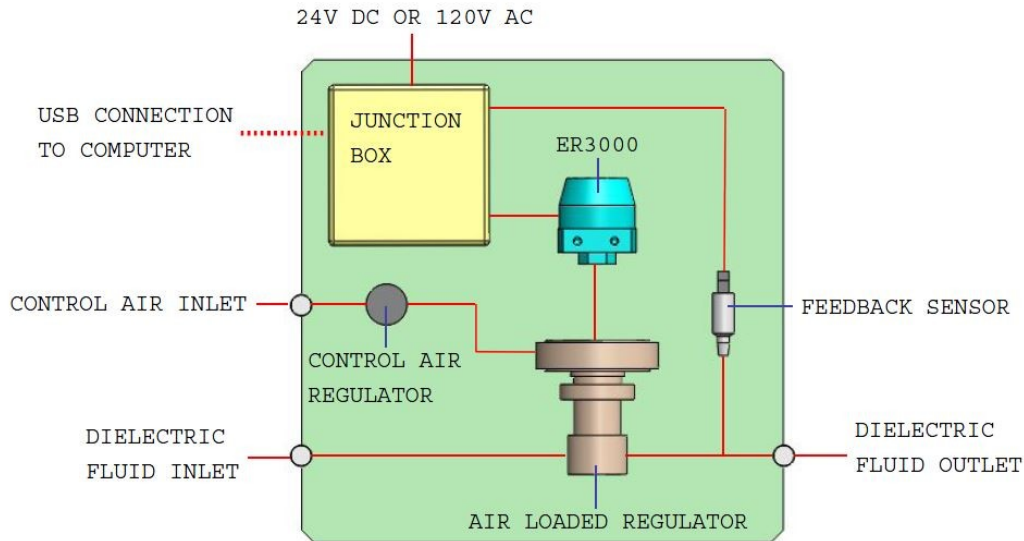 24V DC OR 120V AC
USB CONNECTION
TO COMPUTER
JUNCTION
BOX
ER3000
CONTROL AIR INLET
FEEDBACK SENSOR
CONTROL AIR
REGULATOR
DIELECTRIC
FLUID INLET
DIELECTRIC
FLUID OUTLET
AIR LOADED REGULATOR